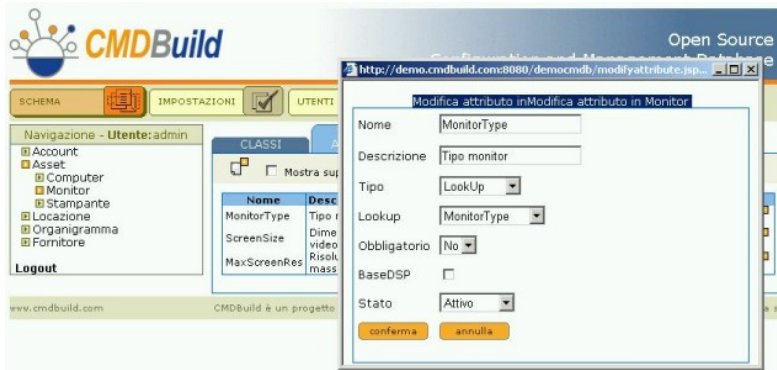 CMDBuild
Open Source
http://demo.cmdbuild.com:8080/democmdb/modifyattribute.jsp...
SCHEMA
IMPOSTAZIONI
UTENTI
Navigazione - Utente:admin
Account
Asset
Computer
Monitor
Stampante
Locazione
Organigramma
Fornitore
Logout
CLASSI
Mostra sup
Nome Desc
MonitorType Tipo
ScreenSize Dime
video
MaxScreenRes Risolu
mass
Modifica attributo inModifica attributo in Monitor
Nome MonitorType
Descrizione Tipo monitor
Tipo LookUp
Lookup MonitorType
Obbligatorio No
BaseDSP
Stato Attivo
conferma annulla
www.cmdbuild.com
CMDBuild è un progetto